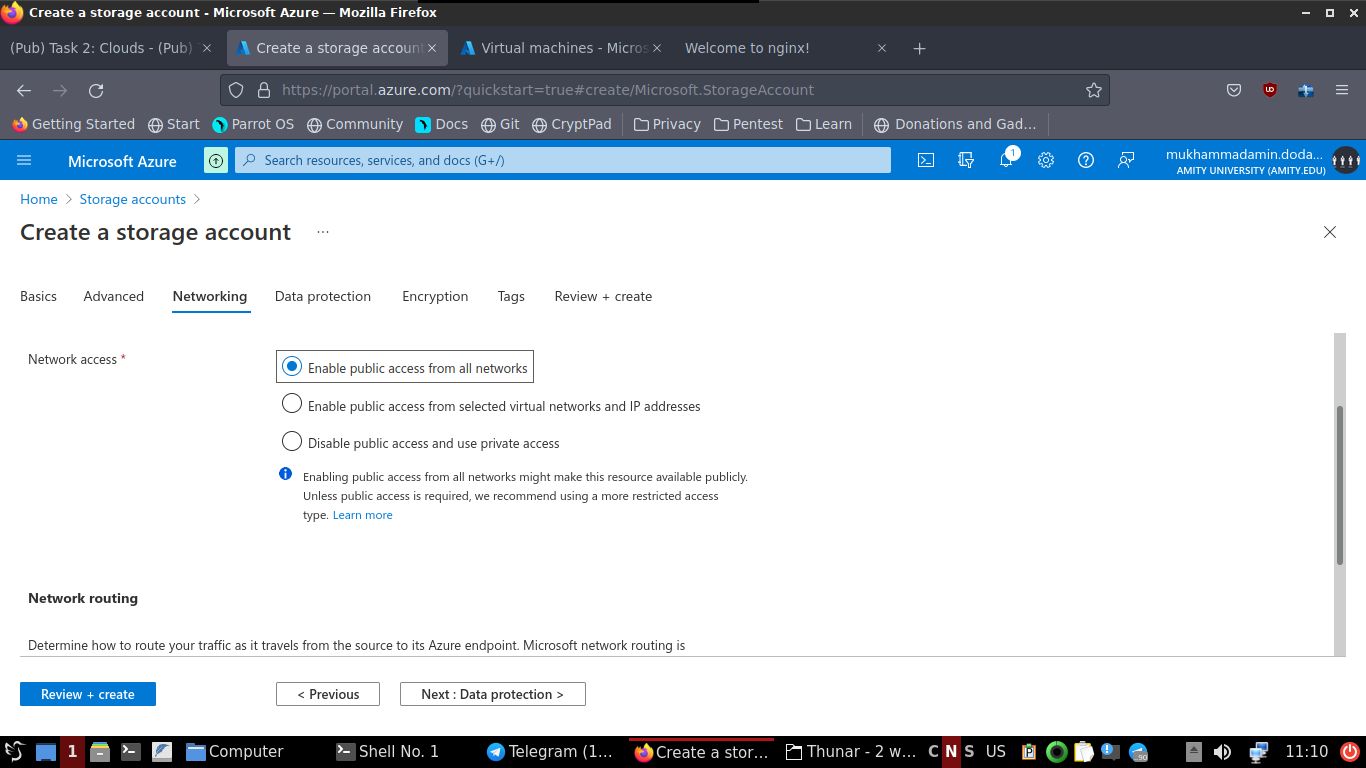 Create a storage account - Microsoft Azure — Mozilla Firefox
(Pub) Task 2: Clouds - (Pub)
Create a storage account
Virtual machines - Micros
Welcome to nginx!
https://portal.azure.com/?quickstart=true#create/Microsoft.StorageAccount
Getting Started Start Parrot OS Community Docs Git CryptPad Privacy Pentest Learn Donations and Gad...
Microsoft Azure
Search resources, services, and docs (G+/)
1
mukhammadamin.doda...
AMITY UNIVERSITY (AMITY.EDU)
Home > Storage accounts >
Create a storage account ...
Basics Advanced Networking Data protection Encryption Tags Review + create
Network access *
Enable public access from all networks
Enable public access from selected virtual networks and IP addresses
Disable public access and use private access
Enabling public access from all networks might make this resource available publicly.
Unless public access is required, we recommend using a more restricted access
type. Learn more
Network routing
Determine how to route your traffic as it travels from the source to its Azure endpoint. Microsoft network routing is
Review + create
< Previous
Next : Data protection >
1 Computer Shell No. 1 Telegram (1... Create a stor... Thunar - 2 w... C N S US 90 11:10